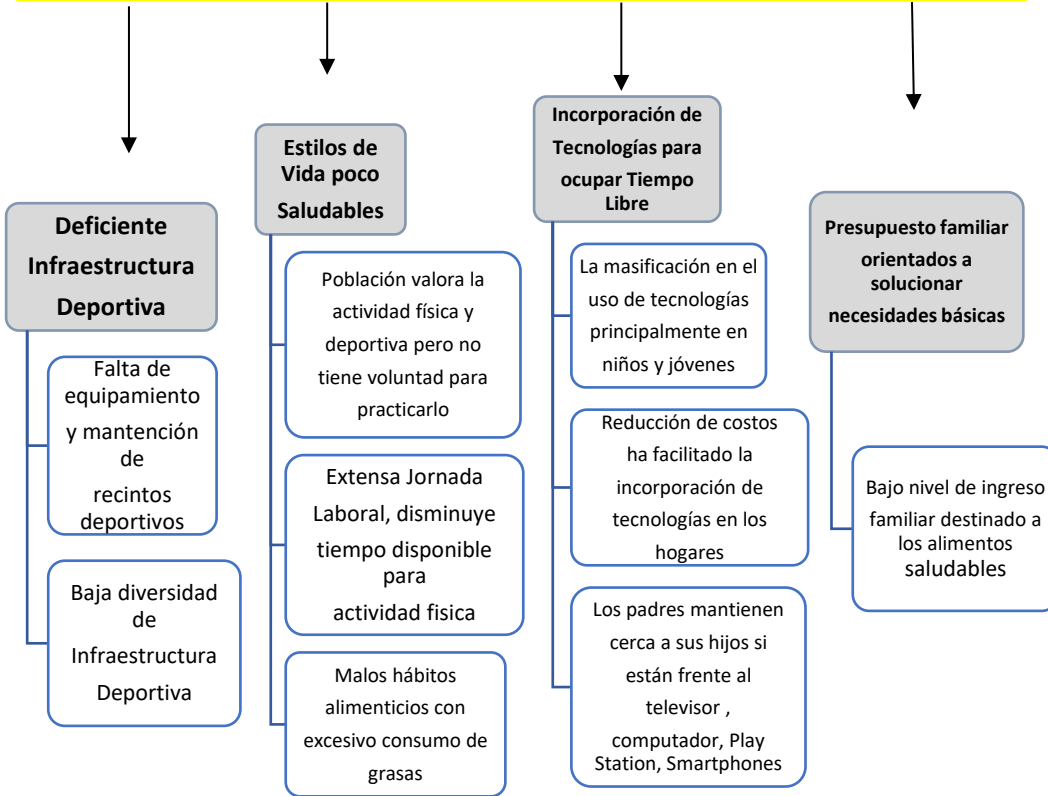 Deficiente
Infraestructura
Deportiva
Falta de
equipamiento
y mantención
de
recintos
deportivos
Baja diversidad
de
Infraestructura
Deportiva
Estilos de
Vida poco
Saludables
Población valora la
actividad física y
deportiva pero no
tiene voluntad para
practicarlo
Extensa Jornada
Laboral, disminuye
tiempo disponible
para
actividad fisica
Malos hábitos
alimenticios con
excesivo consumo de
grasas
Incorporación de
Tecnologías para
ocupar Tiempo
Libre
La masificación en el
uso de tecnologías
principalmente en
niños y jóvenes
Reducción de costos
ha facilitado la
incorporación de
tecnologías en los
hogares
Los padres mantienen
cerca a sus hijos si
están frente al
televisor ,
computador, Play
Station, Smartphones
Presupuesto familiar
orientados a
solucionar
necesidades básicas
Bajo nivel de ingreso
familiar destinado a
los alimentos
saludables